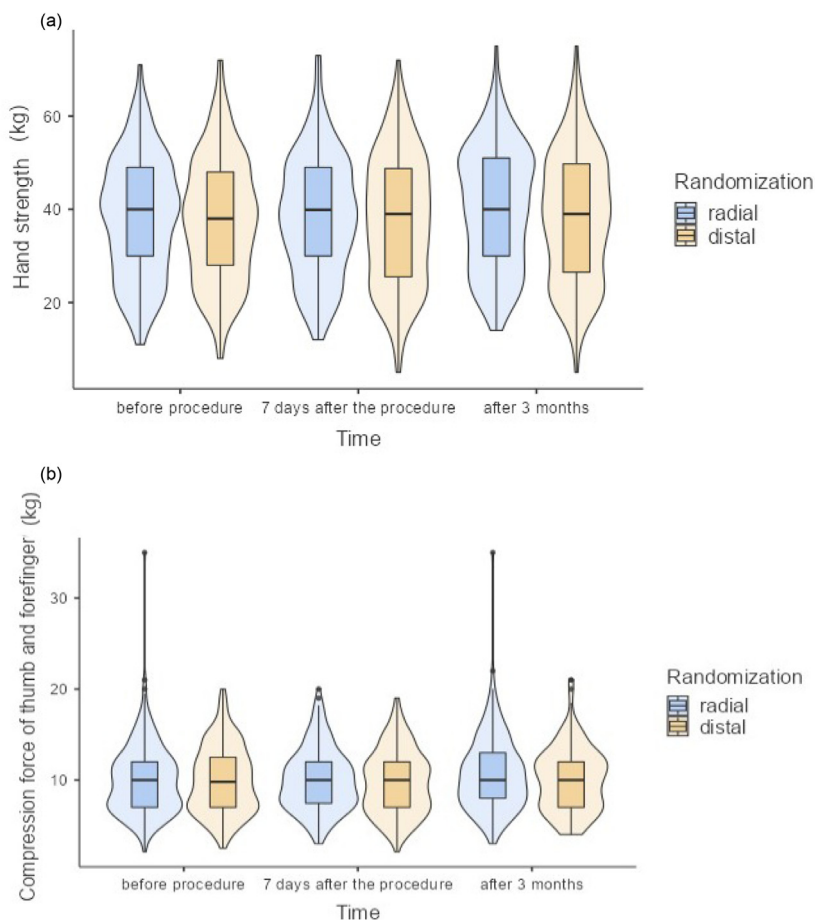 (a)
Hand strength (kg)
60
40
20
before procedure 7 days after the procedure after 3 months
Time
Randomization
radial
distal
(b)
Compression force of thumb and forefinger (kg)
30
20
10
before procedure 7 days after the procedure after 3 months
Time
Randomization
radial
distal